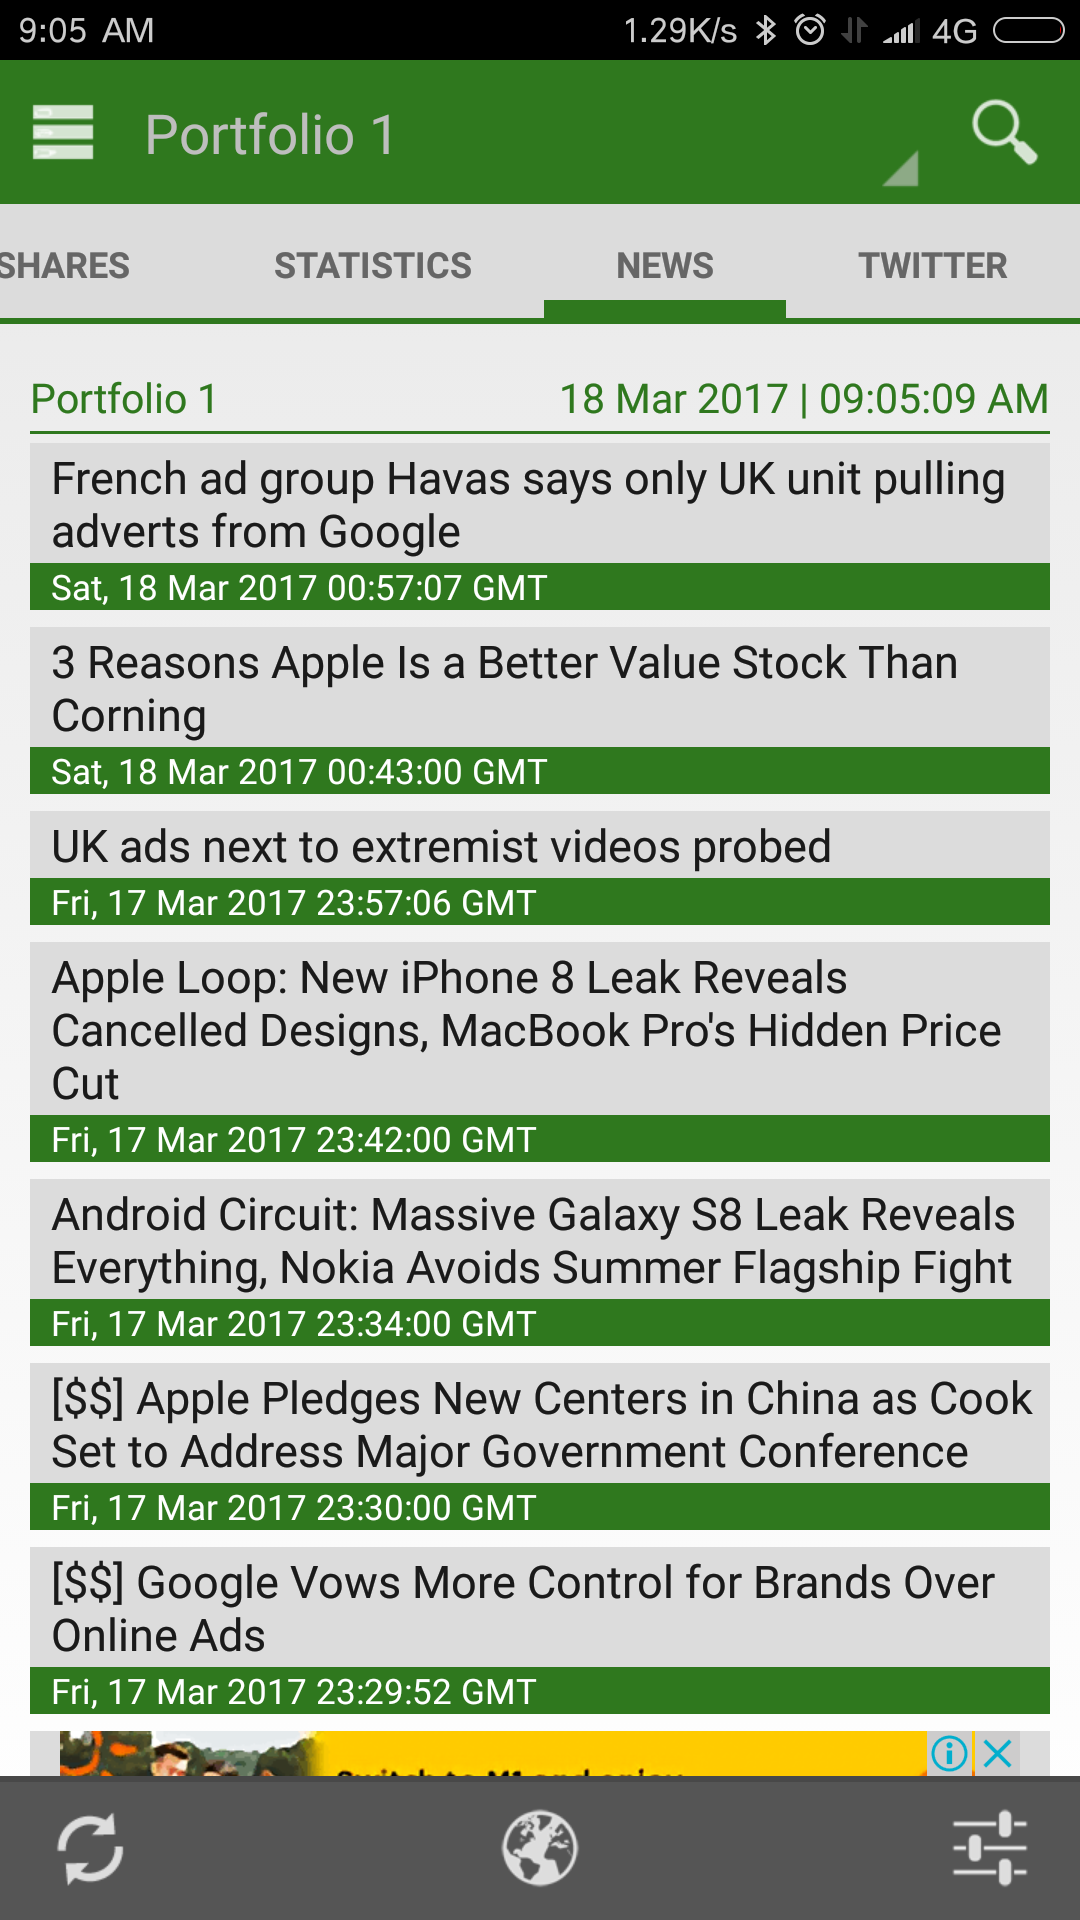 9:05 AM 1.29K/s 4G
Portfolio 1
SHARES STATISTICS NEWS TWITTER
Portfolio 1 18 Mar 2017 | 09:05:09 AM
French ad group Havas says only UK unit pulling
adverts from Google
Sat, 18 Mar 2017 00:57:07 GMT
3 Reasons Apple Is a Better Value Stock Than
Corning
Sat, 18 Mar 2017 00:43:00 GMT
UK ads next to extremist videos probed
Fri, 17 Mar 2017 23:57:06 GMT
Apple Loop: New iPhone 8 Leak Reveals
Cancelled Designs, MacBook Pro's Hidden Price
Cut
Fri, 17 Mar 2017 23:42:00 GMT
Android Circuit: Massive Galaxy S8 Leak Reveals
Everything, Nokia Avoids Summer Flagship Fight
Fri, 17 Mar 2017 23:34:00 GMT
[$$] Apple Pledges New Centers in China as Cook
Set to Address Major Government Conference
Fri, 17 Mar 2017 23:30:00 GMT
[$$] Google Vows More Control for Brands Over
Online Ads
Fri, 17 Mar 2017 23:29:52 GMT
Switch to M1 and enjoy